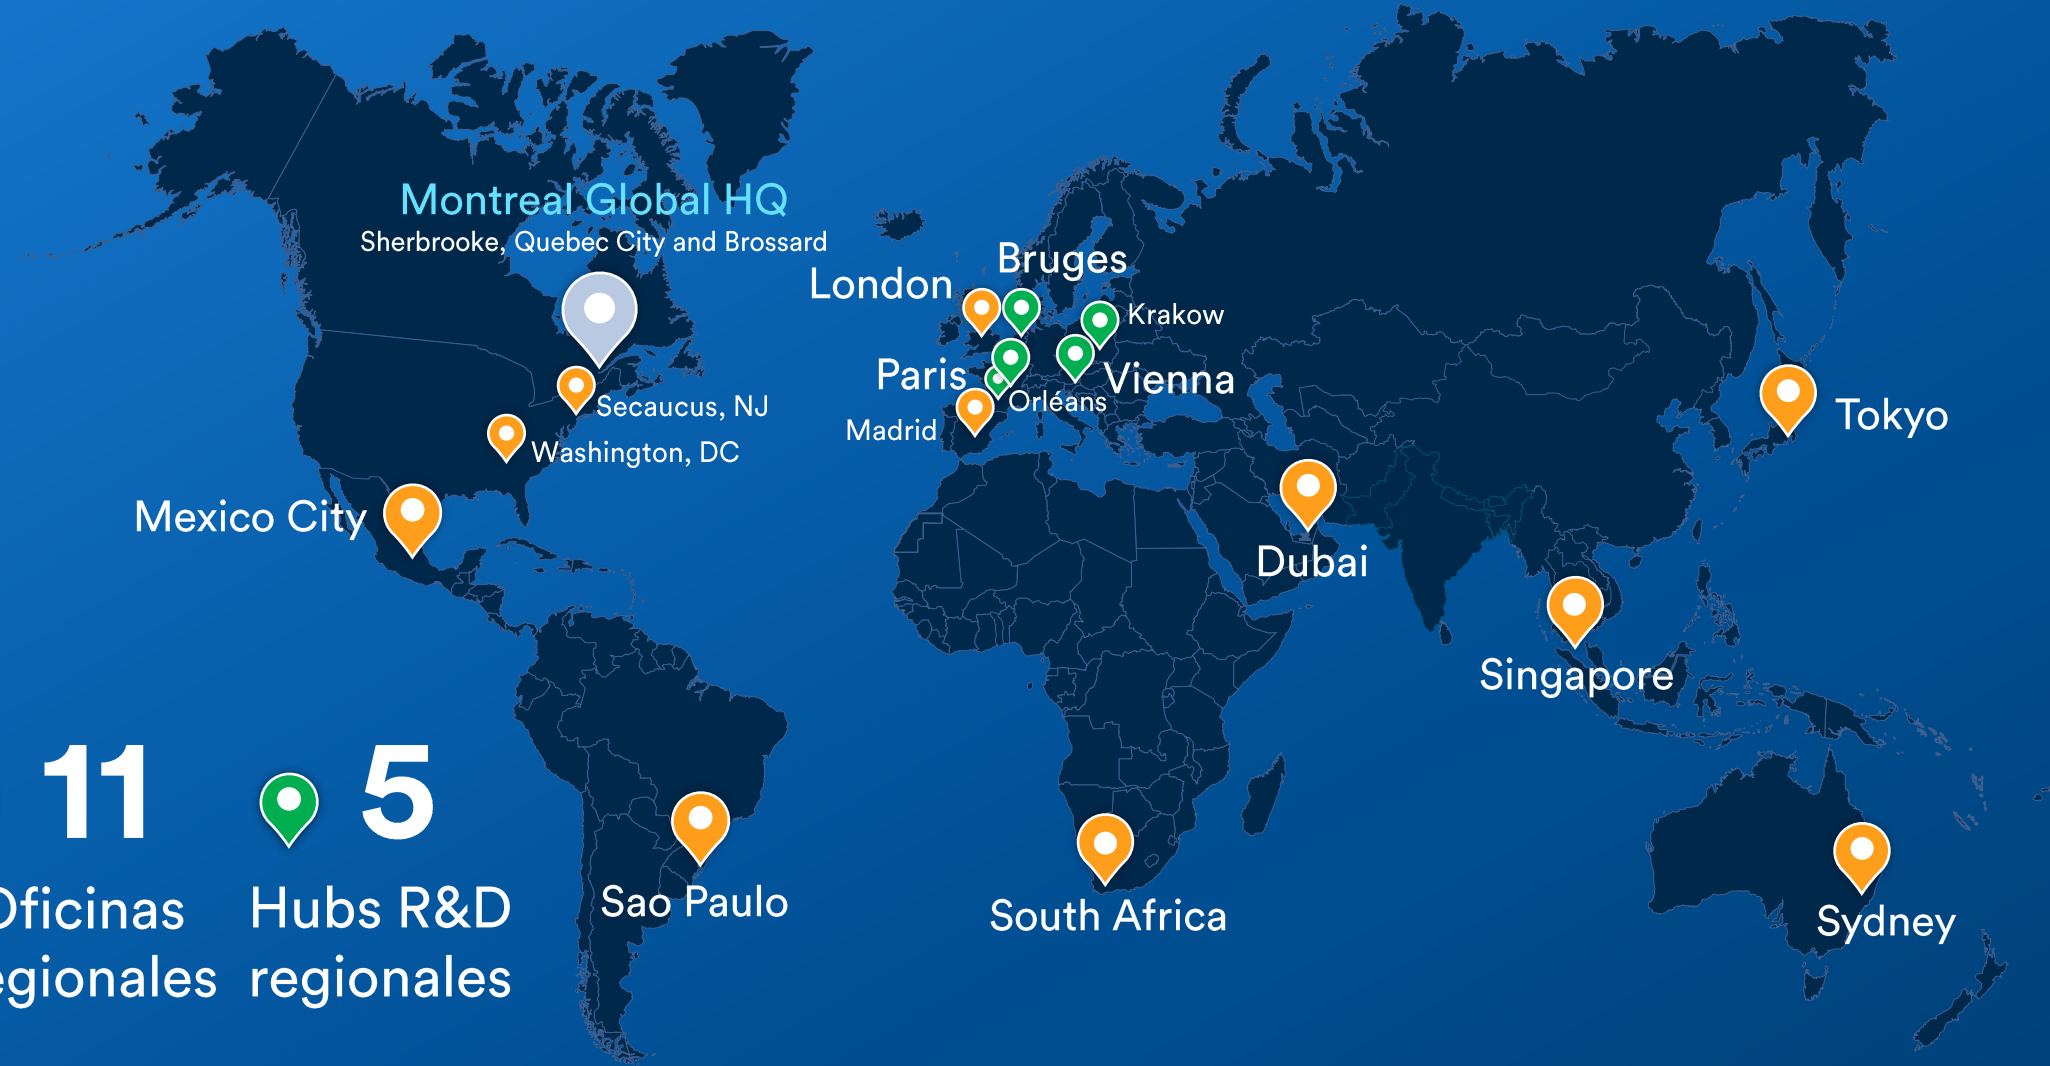 Montreal Global HQ
Sherbrooke, Quebec City and Brossard
Bruges
London
Krakow
Paris
Vienna
Orléans
Madrid
Secaucus, NJ
Washington, DC
Tokyo
Mexico City
Dubai
Singapore
11
5
Sao Paulo
South Africa
Sydney
Oficinas
egionales
Hubs R&D
regionales